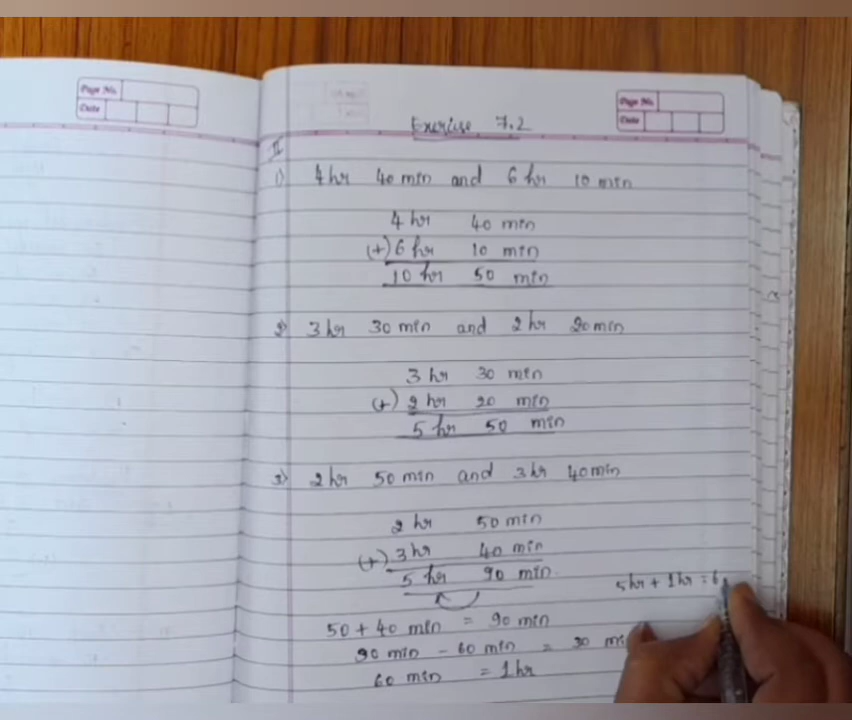 Page No.
Date
Page No.
Date
Exercise 7.2
II
1) 4 hr 40 min and 6 hr 10 min
4 hr 40 min
(+) 6 hr 10 min
10 hr 50 min
2) 3 hr 30 min and 2 hr 20 min
3 hr 30 min
(+) 2 hr 20 min
5 hr 50 min
3) 2 hr 50 min and 3 hr 40 min
2 hr 50 min
(+) 3 hr 40 min
5 hr 90 min.
5 hr + 1 hr = 6
50 + 40 min = 90 min
90 min - 60 min = 30 min
60 min = 1 hr